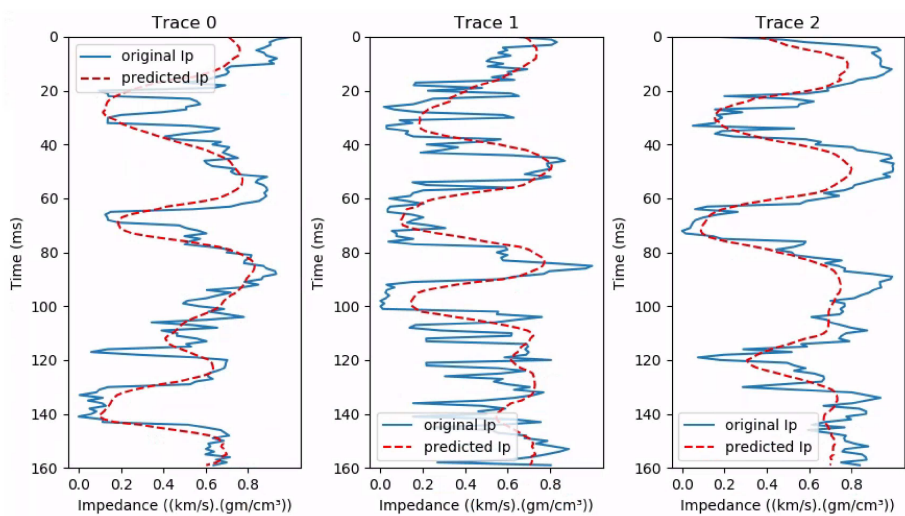 Trace 0
Trace 1
Trace 2
0
20
40
60
80
100
120
140
160
Time (ms)
original Ip
predicted Ip
0.0 0.2 0.4 0.6 0.8
Impedance ((km/s).(gm/cm³))
0
20
40
60
80
100
120
140
160
Time (ms)
original Ip
predicted Ip
0.0 0.2 0.4 0.6 0.8
Impedance ((km/s).(gm/cm³))
0
20
40
60
80
100
120
140
160
Time (ms)
original Ip
predicted Ip
0.0 0.2 0.4 0.6 0.8
Impedance ((km/s).(gm/cm³))